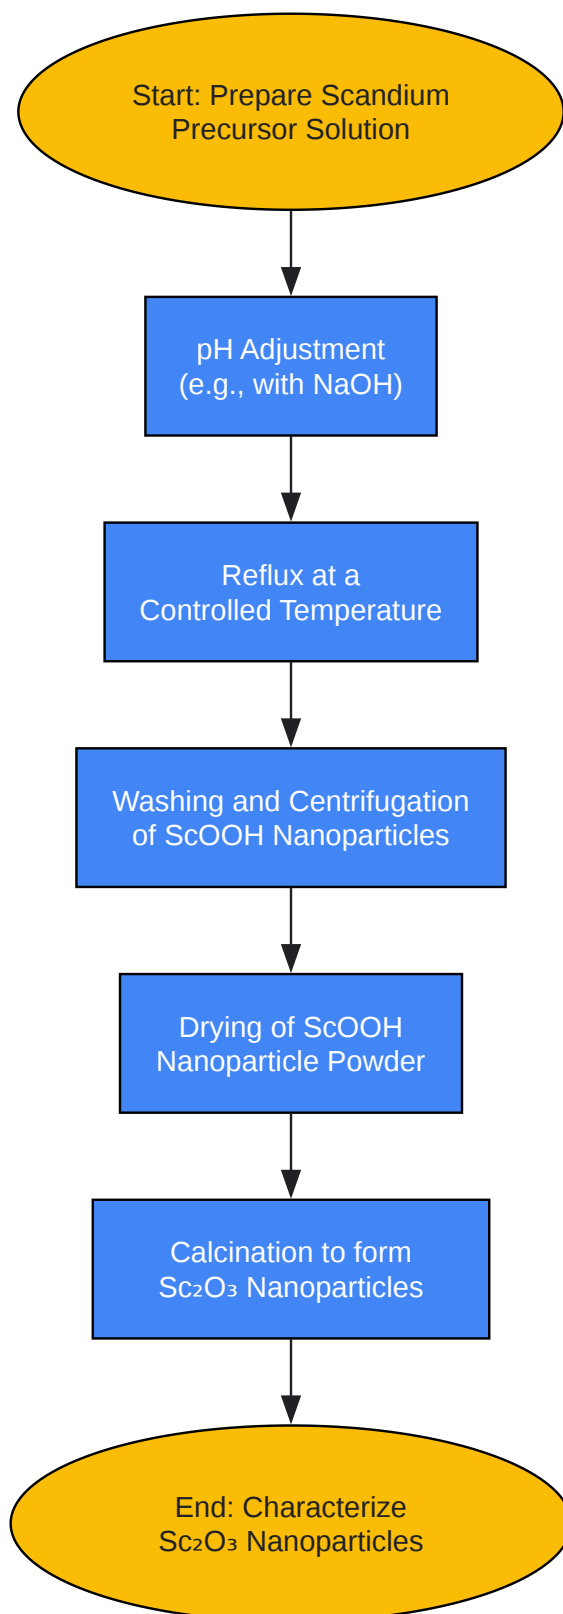 Start: Prepare Scandium
Precursor Solution
pH Adjustment
(e.g., with NaOH)
Reflux at a
Controlled Temperature
Washing and Centrifugation
of ScOOH Nanoparticles
Drying of ScOOH
Nanoparticle Powder
Calcination to form
Sc₂O₃ Nanoparticles
End: Characterize
Sc₂O₃ Nanoparticles